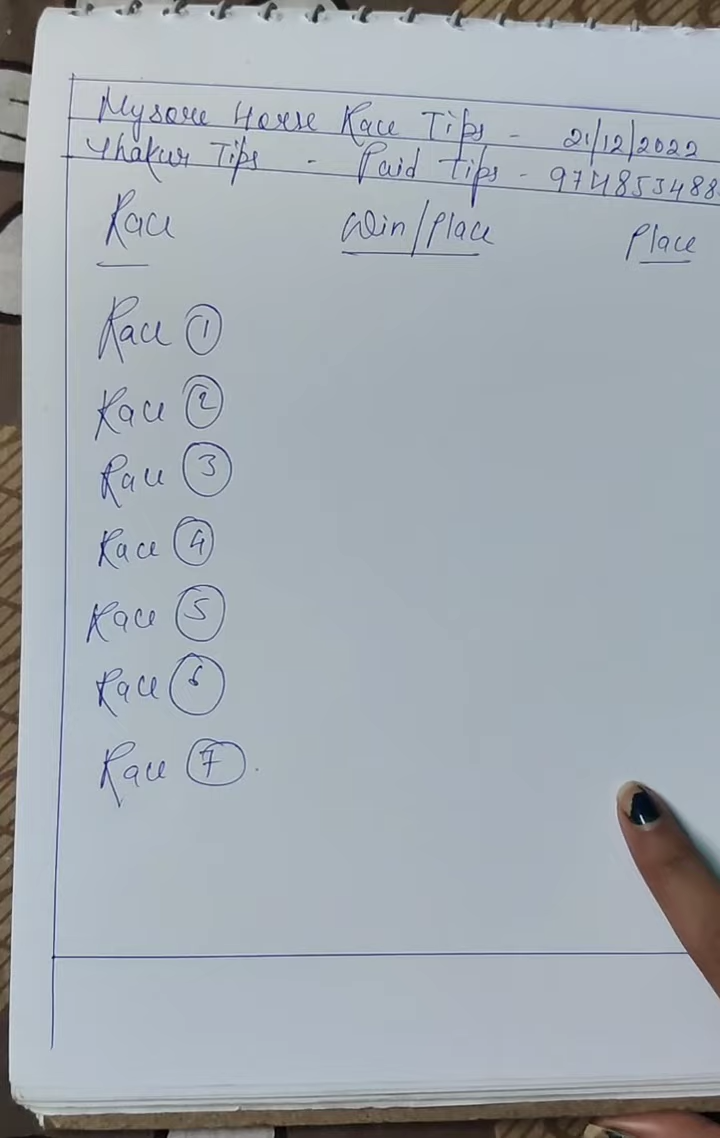 Mysore Horse Race Tips - 21/12/2022
Thakur Tips - Paid Tips - 974853488
Race Win/Place Place
Race 1
Race 2
Race 3
Race 4
Race 5
Race 6
Race 7.